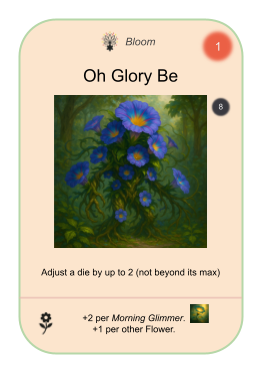 Bloom
1
Oh Glory Be
8
Adjust a die by up to 2 (not beyond its max)
+2 per Morning Glimmer.
+1 per other Flower.